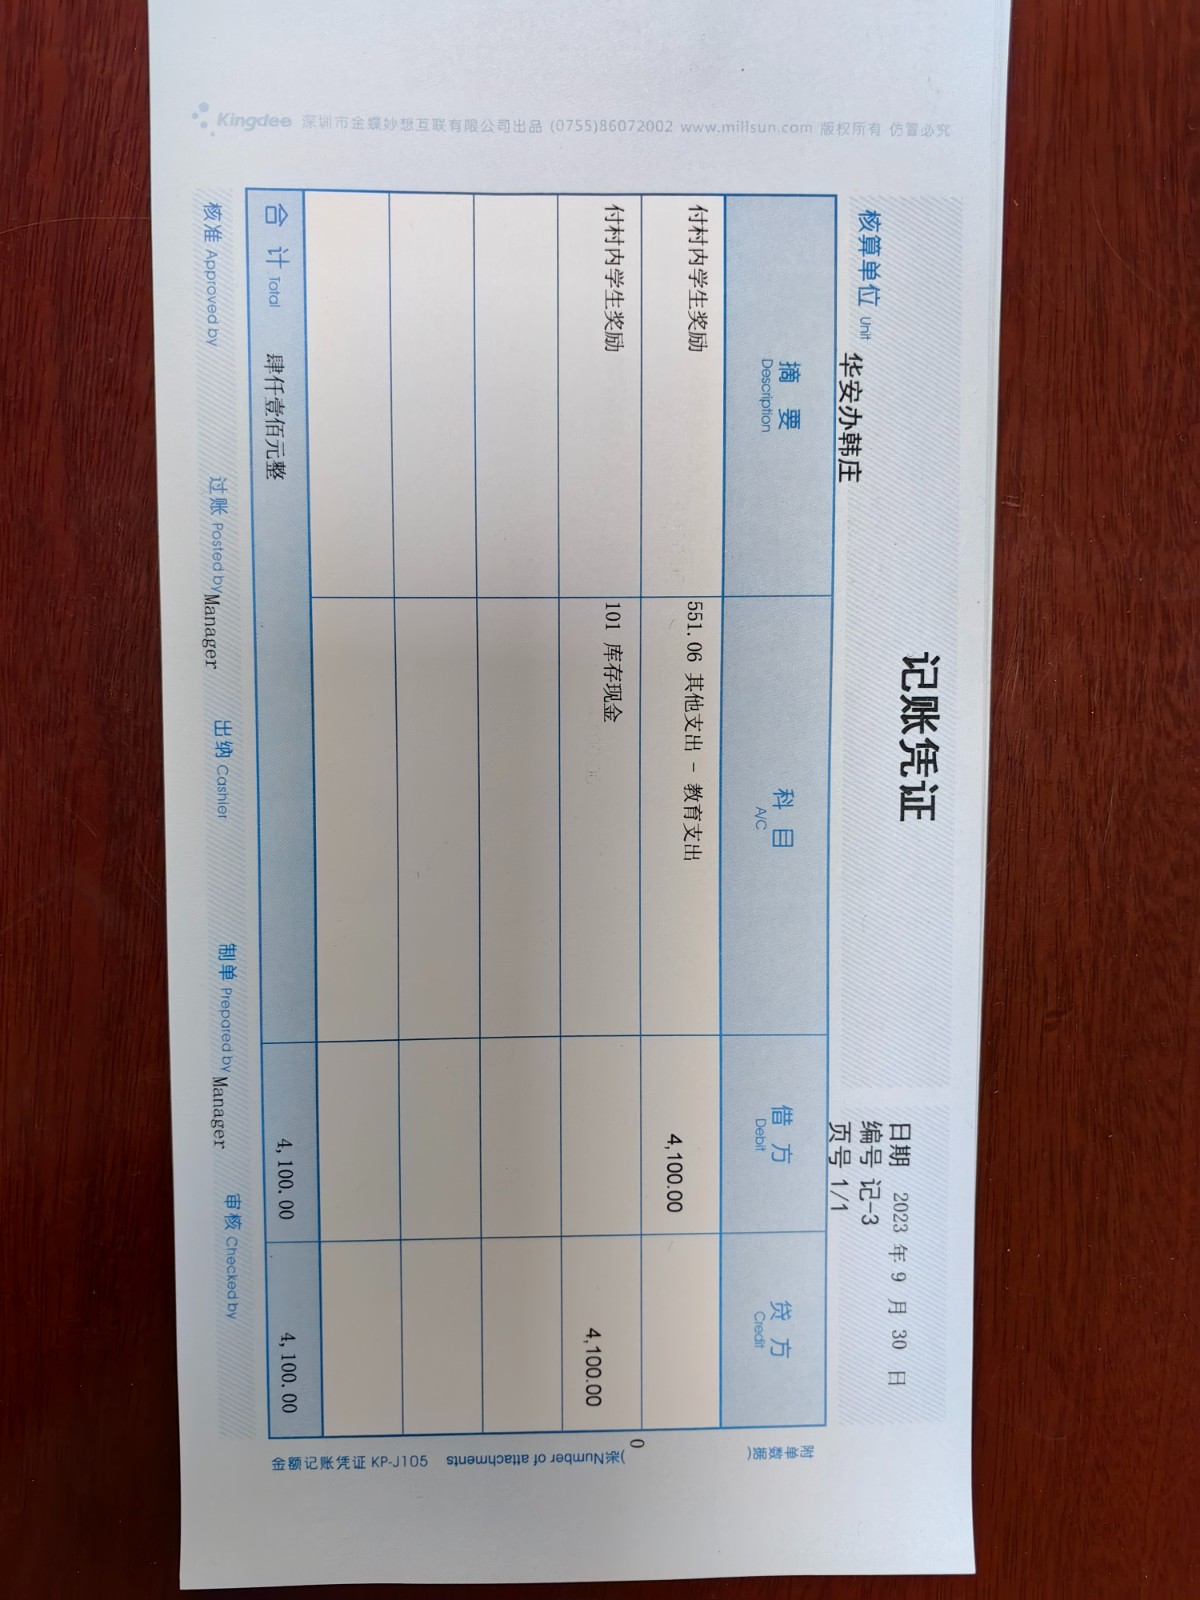 记账凭证
日期 2023 年 9 月 30 日
编号 记-3
核算单位 Unit 华安办韩庄
页号 1/1
摘要 科目 借方 贷方
Description A/C Debit Credit
付村内学生奖励 551.06 其他支出 - 教育支出 4,100.00
付村内学生奖励 101 库存现金 4,100.00
合计 Total 肆仟壹佰元整 4,100.00 4,100.00
核准 Approved by 过账 Posted by Manager 出纳 Cashier 制单 Prepared by Manager 审核 Checked by
附单数据(
0
)张 Number of attachments
金额记账凭证 KP-J105
Kingdee 深圳市金蝶妙想互联有限公司出品 (0755)86072002 www.millsun.com 版权所有 仿冒必究